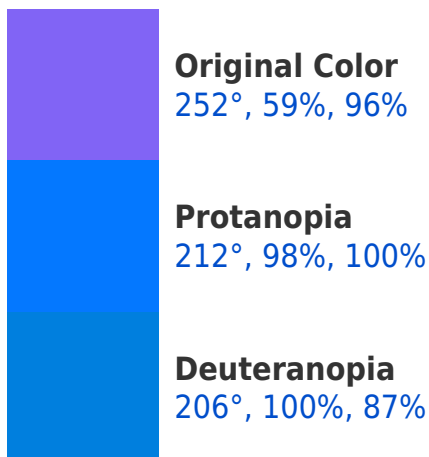 Original Color
252°, 59%, 96%
Protanopia
212°, 98%, 100%
Deuteranopia
206°, 100%, 87%